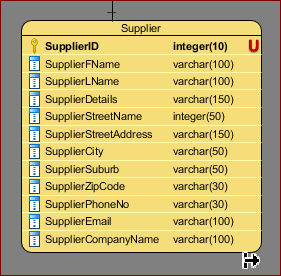 Supplier
SupplierID integer(10) U
SupplierFName varchar(100)
SupplierLName varchar(100)
SupplierDetails varchar(150)
SupplierStreetName integer(50)
SupplierStreetAddress varchar(150)
SupplierCity varchar(50)
SupplierSuburb varchar(50)
SupplierZipCode varchar(30)
SupplierPhoneNo varchar(30)
SupplierEmail varchar(100)
SupplierCompanyName varchar(100)